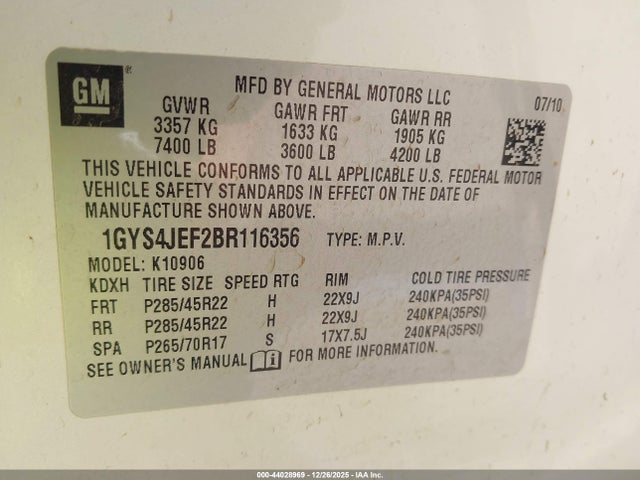 GM
®
MFD BY GENERAL MOTORS LLC
07/10
GVWR GAWR FRT GAWR RR
3357 KG 1633 KG 1905 KG
7400 LB 3600 LB 4200 LB
THIS VEHICLE CONFORMS TO ALL APPLICABLE U.S. FEDERAL MOTOR
VEHICLE SAFETY STANDARDS IN EFFECT ON THE DATE OF
MANUFACTURE SHOWN ABOVE.
1GYS4JEF2BR116356 TYPE: M.P.V.
MODEL: K10906
KDXH TIRE SIZE SPEED RTG RIM COLD TIRE PRESSURE
FRT P285/45R22 H 22X9J 240KPA(35PSI)
RR P285/45R22 H 22X9J 240KPA(35PSI)
SPA P265/70R17 S 17X7.5J 240KPA(35PSI)
SEE OWNER'S MANUAL FOR MORE INFORMATION.
000-44028969 · 12/26/2025 · IAA Inc.